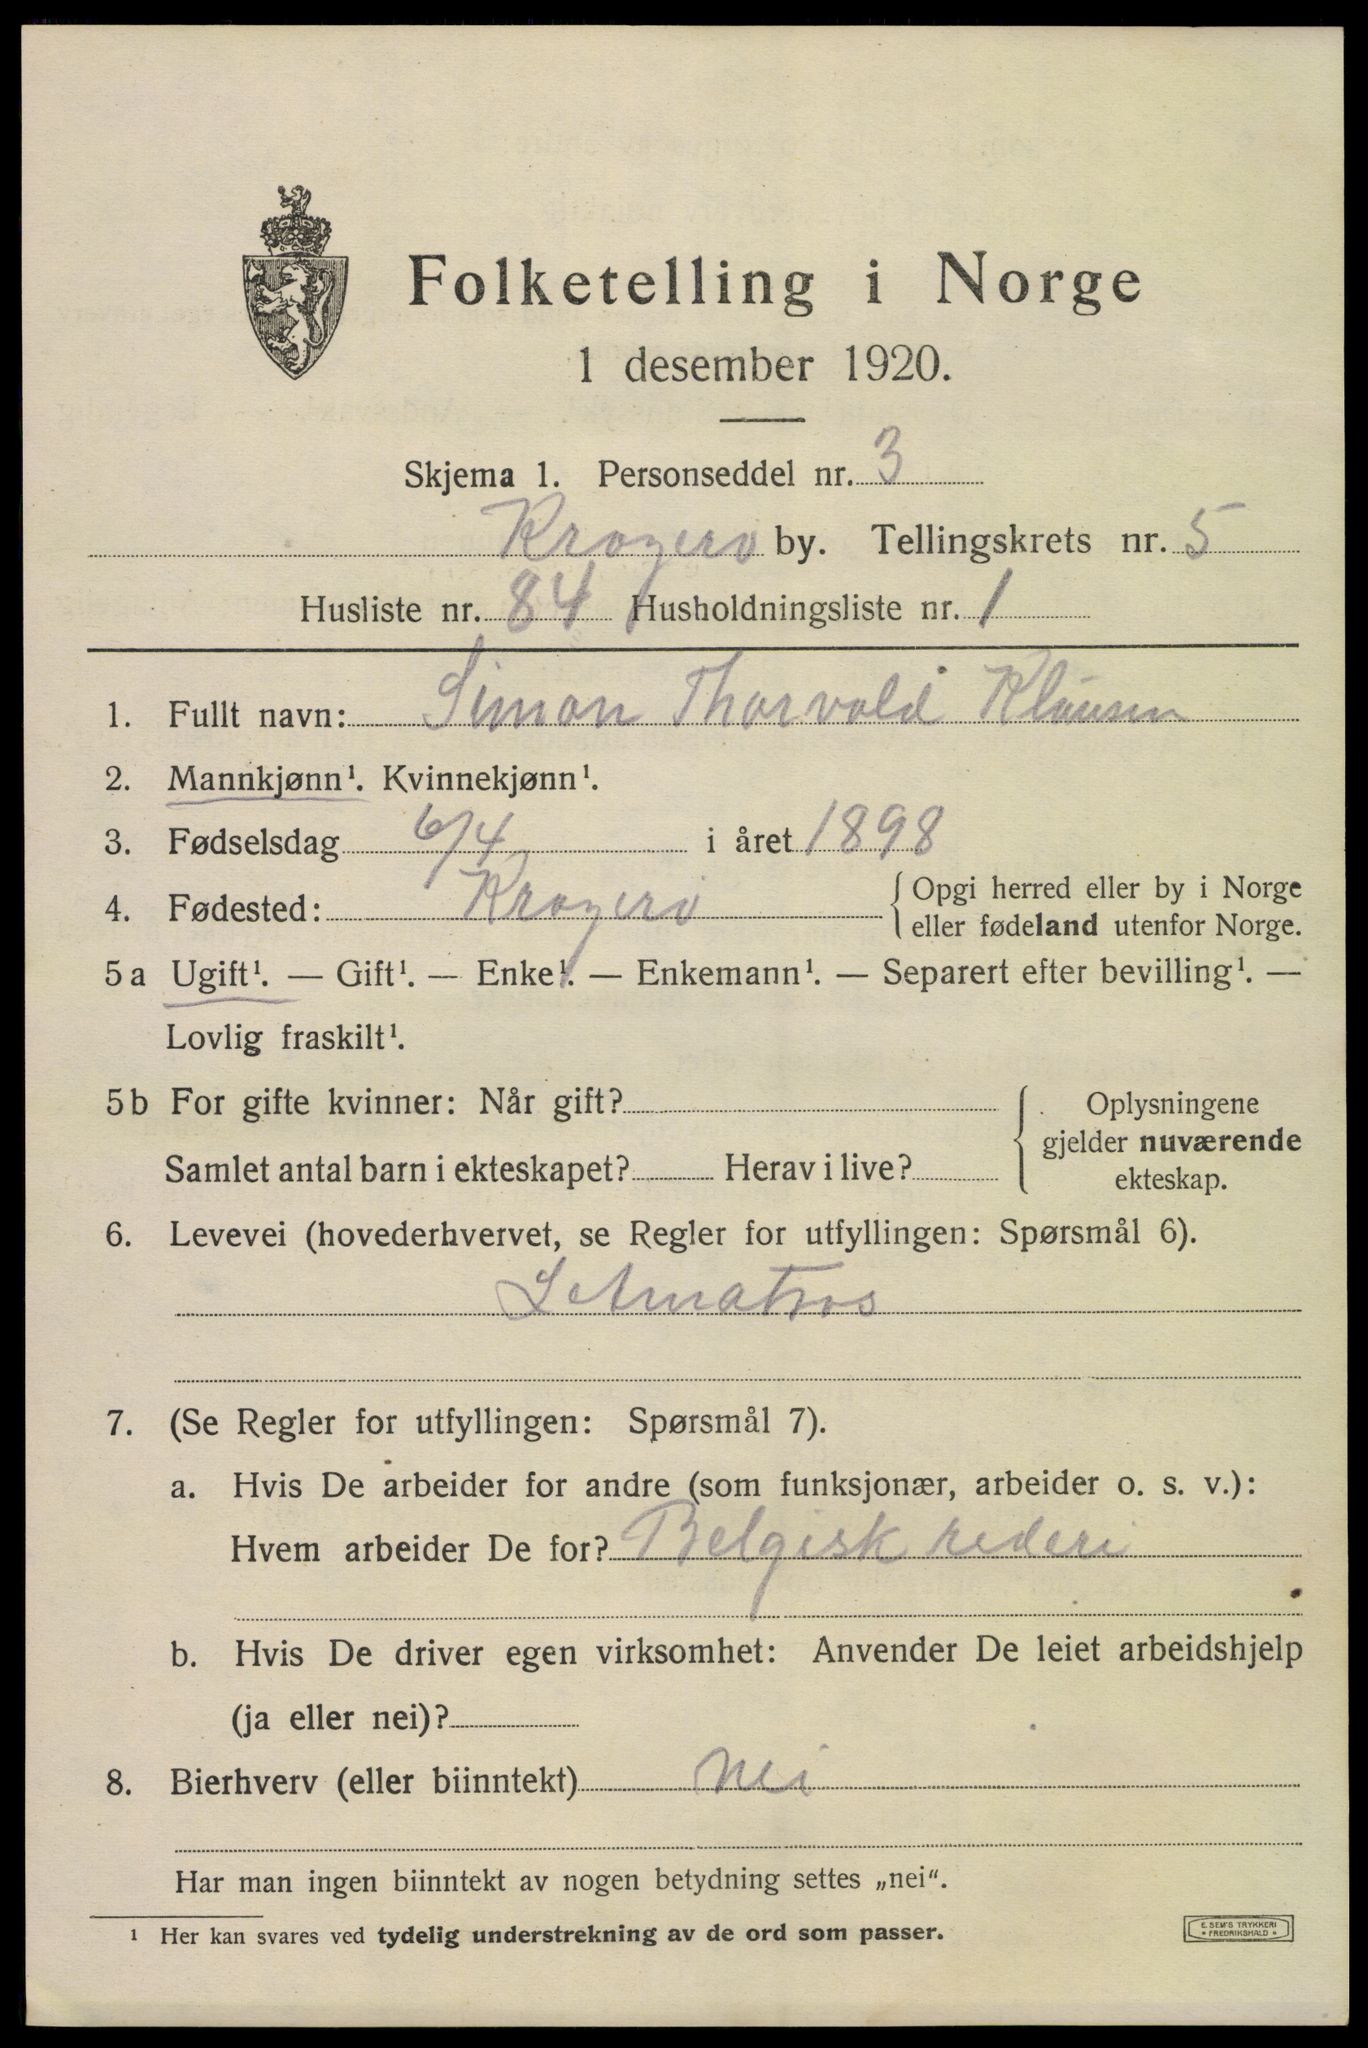 Folketelling i Norge
1 desember 1920.
Skjema 1. Personseddel nr. 3
Kragerø by. Tellingskrets nr. 5
Husliste nr. 84 Husholdningsliste nr. 1
1. Fullt navn: Simon Thorvald Klausen
2. Mannkjønn¹. Kvinnekjønn¹.
3. Fødselsdag 6/4 i året 1898
4. Fødested: Kragerø { Opgi herred eller by i Norge
eller fødeland utenfor Norge.
5 a Ugift¹. — Gift¹. — Enke¹. — Enkemann¹. — Separert efter bevilling¹. —
Lovlig fraskilt¹.
5 b For gifte kvinner: Når gift? Oplysningene
gjelder nuværende
Samlet antal barn i ekteskapet? Herav i live? ekteskap.
6. Levevei (hovederhvervet, se Regler for utfyllingen: Spørsmål 6).
Letmatros
7. (Se Regler for utfyllingen: Spørsmål 7).
a. Hvis De arbeider for andre (som funksjonær, arbeider o. s. v.):
Hvem arbeider De for? Belgisk rederi
b. Hvis De driver egen virksomhet: Anvender De leiet arbeidshjelp
(ja eller nei)?
8. Bierhverv (eller biinntekt) nei
Har man ingen biinntekt av nogen betydning settes „nei“.
¹ Her kan svares ved tydelig understrekning av de ord som passer.
E. SEM'S TRYKKERI
* FREDRIKSHALD *